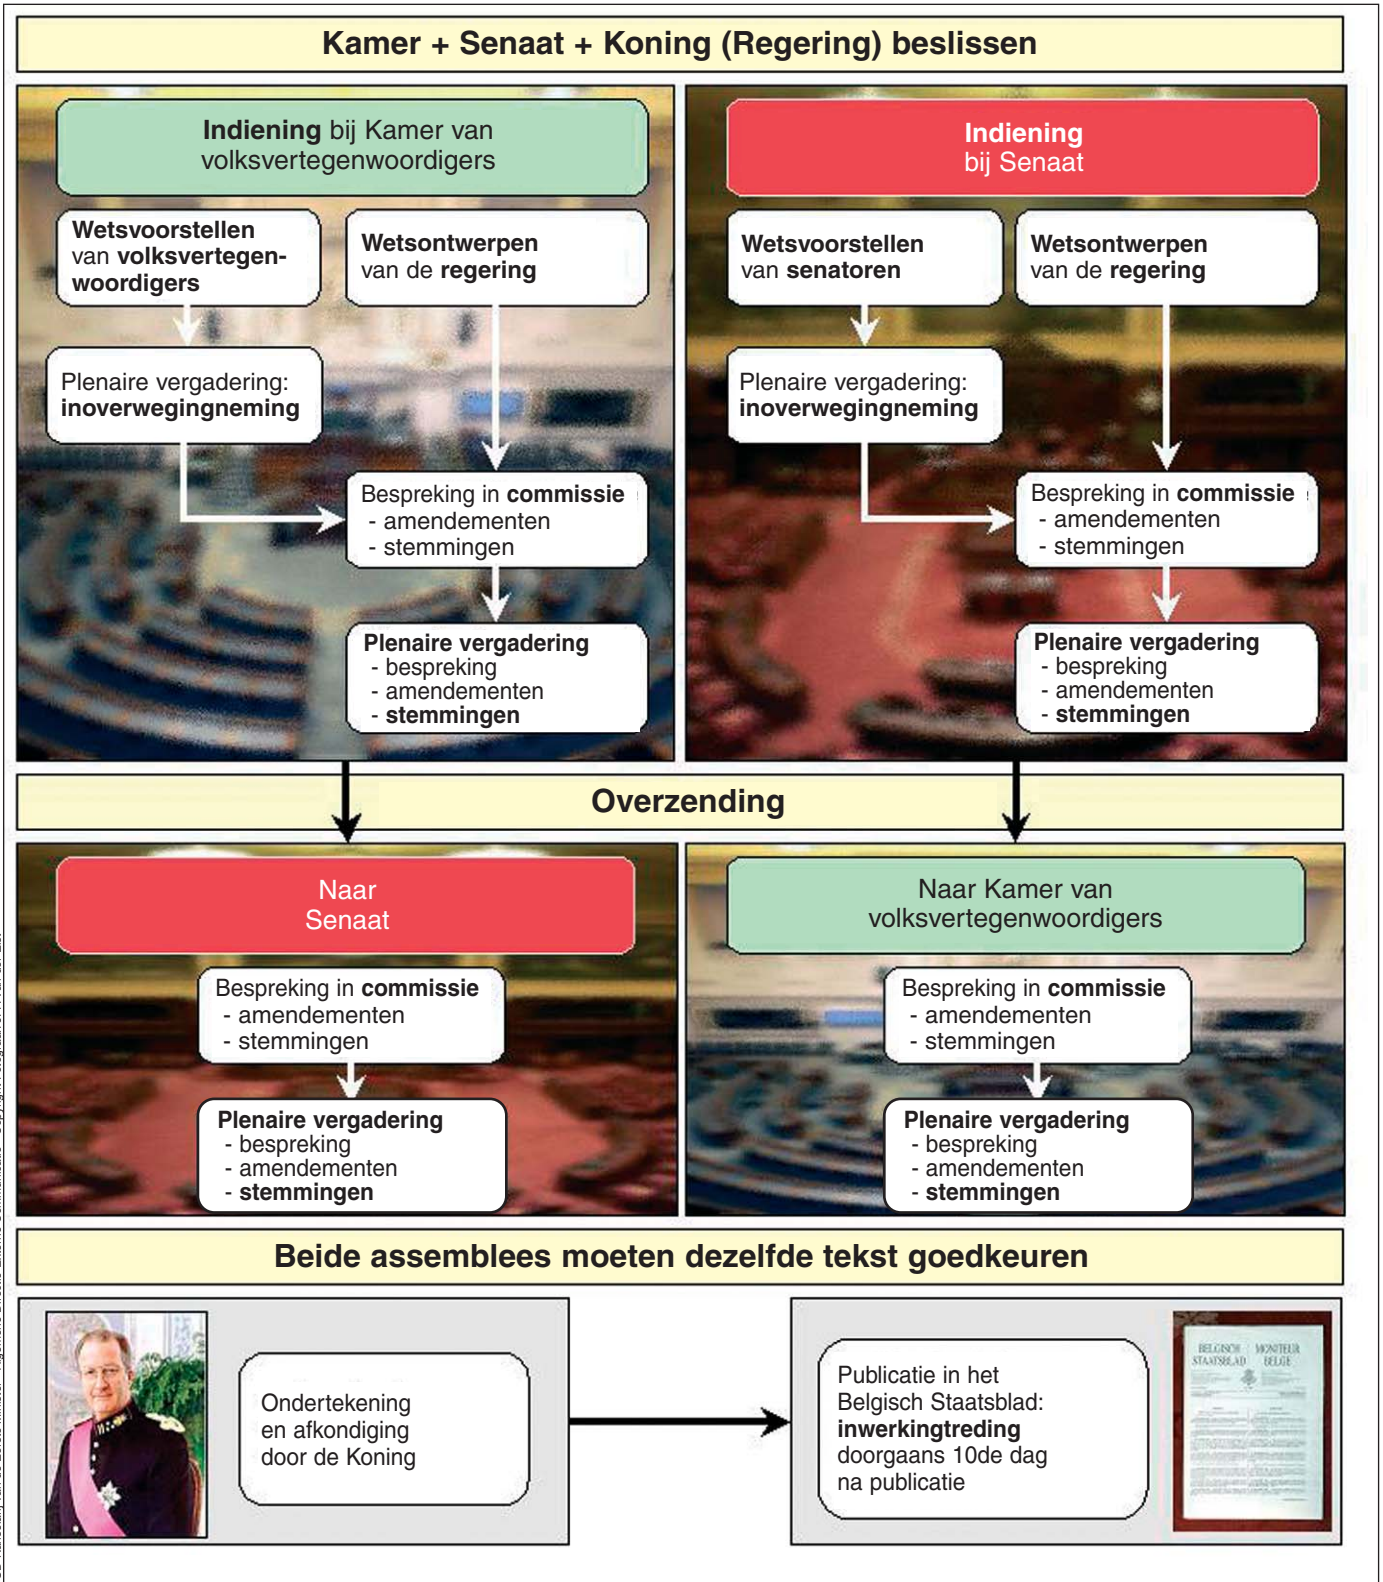 Kamer + Senaat + Koning (Regering) beslissen
Indiening bij Kamer van
volksvertegenwoordigers
Wetsvoorstellen
van volksvertegen-
woordigers
Wetsontwerpen
van de regering
Plenaire vergadering:
inoverwegingneming
Bespreking in commissie
- amendementen
- stemmingen
Plenaire vergadering
- bespreking
- amendementen
- stemmingen
Indiening
bij Senaat
Wetsvoorstellen
van senatoren
Wetsontwerpen
van de regering
Plenaire vergadering:
inoverwegingneming
Bespreking in commissie
- amendementen
- stemmingen
Plenaire vergadering
- bespreking
- amendementen
- stemmingen
Overzending
Naar
Senaat
Bespreking in commissie
- amendementen
- stemmingen
Plenaire vergadering
- bespreking
- amendementen
- stemmingen
Naar Kamer van
volksvertegenwoordigers
Bespreking in commissie
- amendementen
- stemmingen
Plenaire vergadering
- bespreking
- amendementen
- stemmingen
Beide assemblees moeten dezelfde tekst goedkeuren
Ondertekening
en afkondiging
door de Koning
Publicatie in het
Belgisch Staatsblad:
inwerkingtreding
doorgaans 10de dag
na publicatie
BELGISCH MONITEUR
STAATSBLAD BELGE